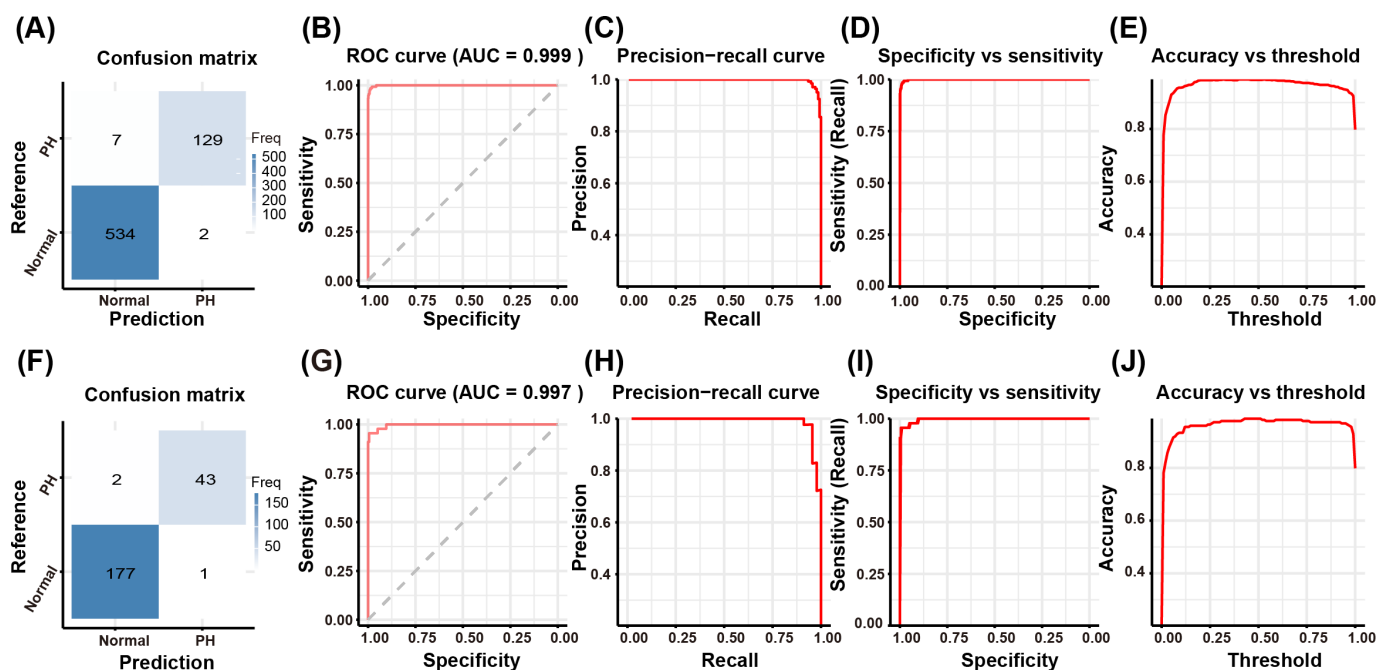 (A)
Confusion matrix
Reference
PH
Normal
7
129
534
2
Freq
500
400
300
200
100
Normal
PH
Prediction
(B)
ROC curve (AUC = 0.999 )
Sensitivity
1.00
0.75
0.50
0.25
0.00
1.00
0.75
0.50
0.25
0.00
Specificity
(C)
Precision−recall curve
Precision
1.0
0.8
0.6
0.4
0.00
0.25
0.50
0.75
1.00
Recall
(D)
Specificity vs sensitivity
Sensitivity (Recall)
1.00
0.75
0.50
0.25
0.00
1.00
0.75
0.50
0.25
0.00
Specificity
(E)
Accuracy vs threshold
Accuracy
0.8
0.6
0.4
0.00
0.25
0.50
0.75
1.00
Threshold
(F)
Confusion matrix
Reference
PH
Normal
2
43
177
1
Freq
150
100
50
Normal
PH
Prediction
(G)
ROC curve (AUC = 0.997 )
Sensitivity
1.00
0.75
0.50
0.25
0.00
1.00
0.75
0.50
0.25
0.00
Specificity
(H)
Precision−recall curve
Precision
1.0
0.8
0.6
0.4
0.00
0.25
0.50
0.75
1.00
Recall
(I)
Specificity vs sensitivity
Sensitivity (Recall)
1.00
0.75
0.50
0.25
0.00
1.00
0.75
0.50
0.25
0.00
Specificity
(J)
Accuracy vs threshold
Accuracy
0.8
0.6
0.4
0.00
0.25
0.50
0.75
1.00
Threshold